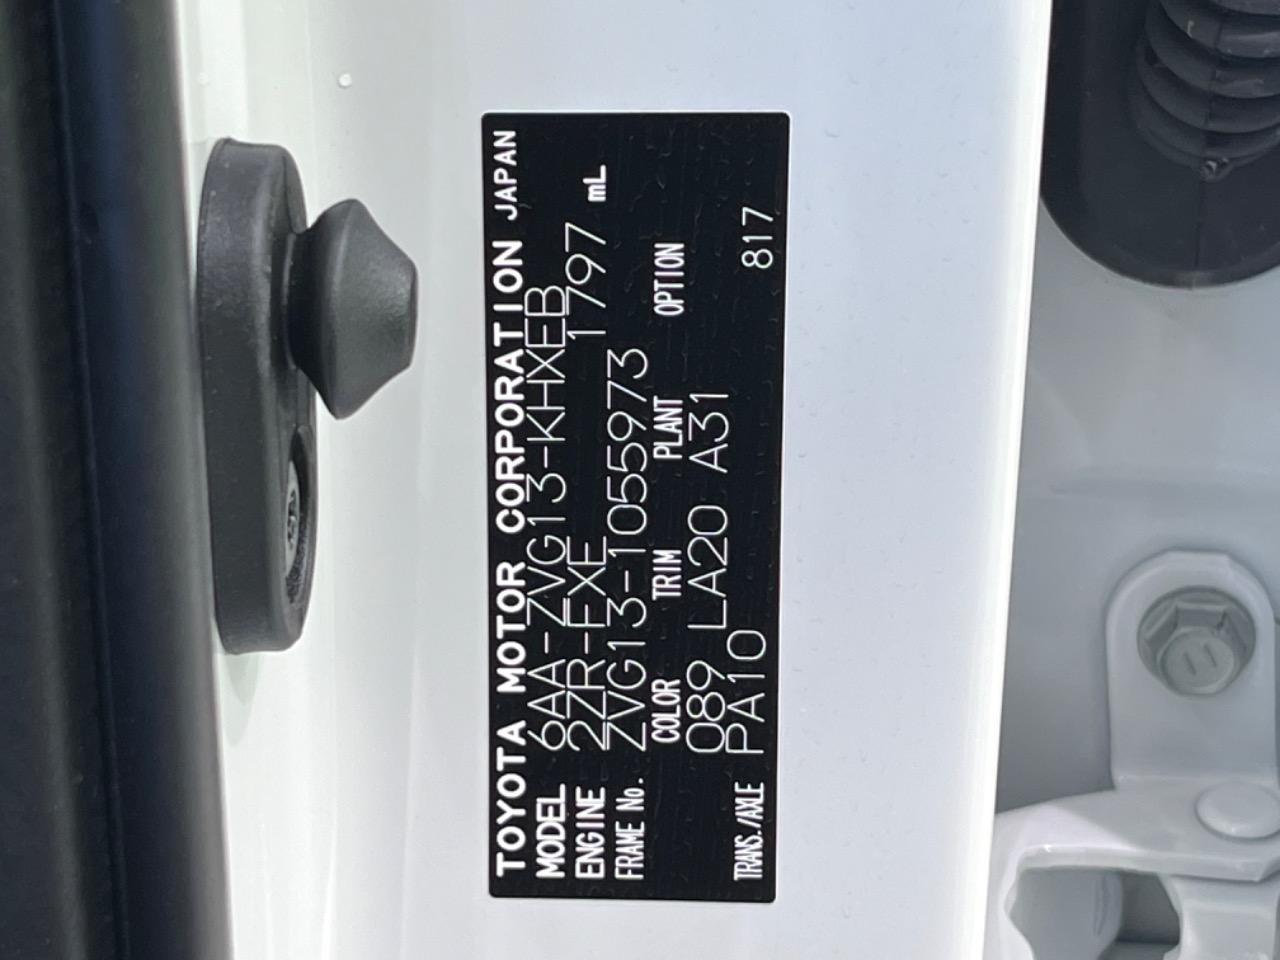 TOYOTA MOTOR CORPORATION JAPAN
MODEL 6AA-ZVG13-KHXEB
ENGINE 2ZR-FXE 1797 mL
FRAME No. ZVG13-1055973
COLOR TRIM PLANT OPTION
089 LA20 A31
TRANS./AXLE PA10 817